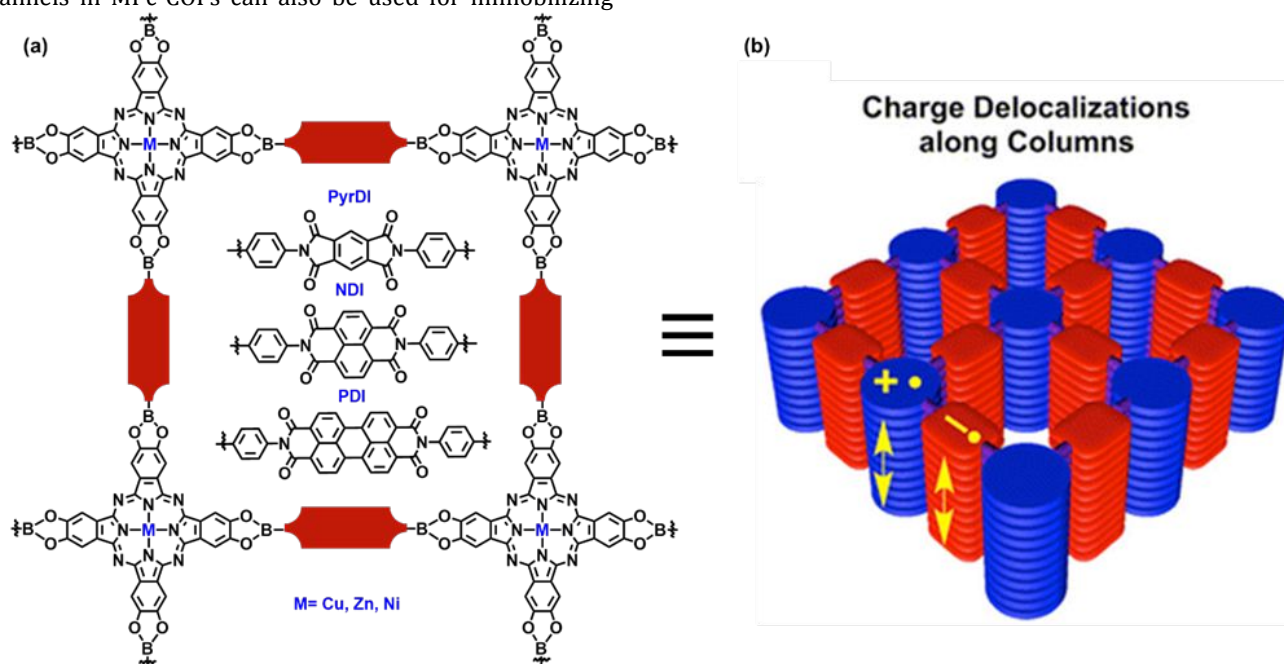 annels in MPc-COFs can also be used for immobilizing
(a)
(b)
Charge Delocalizations
along Columns
M
M
PyrDI
NDI
PDI
≡
+ •
− •
M
M
M= Cu, Zn, Ni